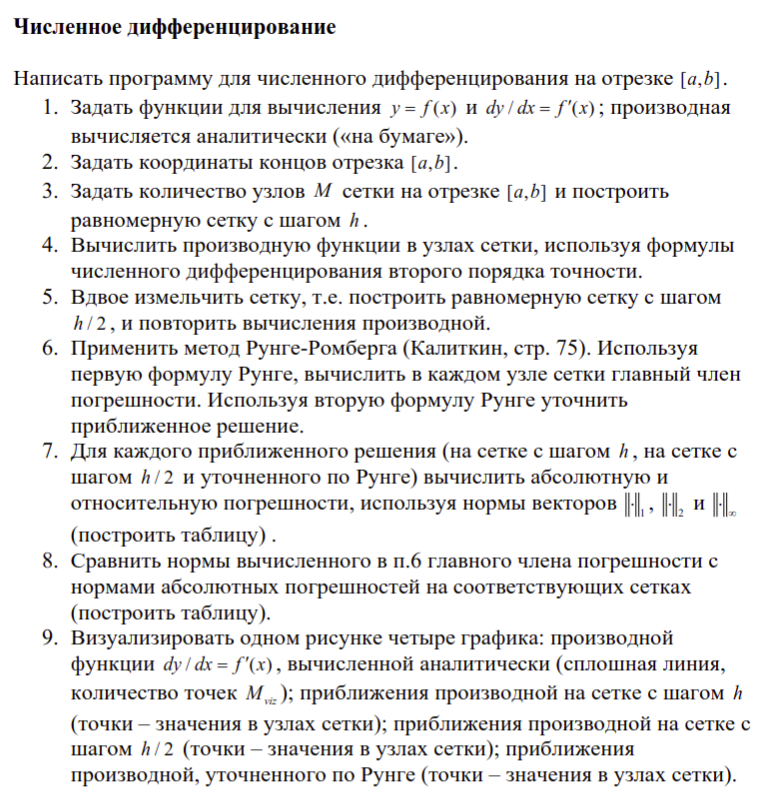 Численное дифференцирование
Написать программу для численного дифференцирования на отрезке [a,b].
1. Задать функции для вычисления y = f(x) и dy / dx = f′(x); производная
вычисляется аналитически («на бумаге»).
2. Задать координаты концов отрезка [a,b].
3. Задать количество узлов M сетки на отрезке [a,b] и построить
равномерную сетку с шагом h.
4. Вычислить производную функции в узлах сетки, используя формулы
численного дифференцирования второго порядка точности.
5. Вдвое измельчить сетку, т.е. построить равномерную сетку с шагом
h / 2, и повторить вычисления производной.
6. Применить метод Рунге-Ромберга (Калиткин, стр. 75). Используя
первую формулу Рунге, вычислить в каждом узле сетки главный член
погрешности. Используя вторую формулу Рунге уточнить
приближенное решение.
7. Для каждого приближенного решения (на сетке с шагом h, на сетке с
шагом h / 2 и уточненного по Рунге) вычислить абсолютную и
относительную погрешности, используя нормы векторов ‖·‖₁, ‖·‖₂ и ‖·‖∞
(построить таблицу) .
8. Сравнить нормы вычисленного в п.6 главного члена погрешности с
нормами абсолютных погрешностей на соответствующих сетках
(построить таблицу).
9. Визуализировать одном рисунке четыре графика: производной
функции dy / dx = f′(x), вычисленной аналитически (сплошная линия,
количество точек M_viz); приближения производной на сетке с шагом h
(точки – значения в узлах сетки); приближения производной на сетке с
шагом h / 2 (точки – значения в узлах сетки); приближения
производной, уточненного по Рунге (точки – значения в узлах сетки).